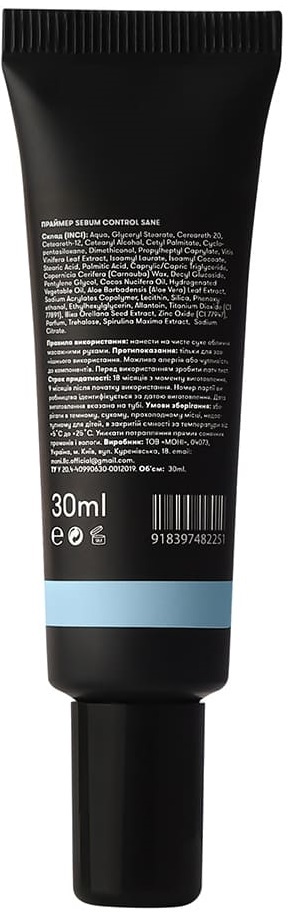 ПРАЙМЕР SEBUM CONTROL SANE
Склад (INCI): Aqua, Glyceryl Stearate, Ceteareth-20,
Ceteareth-12, Cetearyl Alcohol, Cetyl Palmitate, Cyclo-
pentasiloxane, Dimethiconol, Propylheptyl Caprylate, Vitis
Vinifera Leaf Extract, Isoamyl Laurate, Isoamyl Cocoate,
Stearic Acid, Palmitic Acid, Caprylic/Capric Triglyceride,
Copernicia Cerifera (Carnauba) Wax, Decyl Glucoside,
Pentylene Glycol, Cocos Nucifera Oil, Hydrogenated
Vegetable Oil, Aloe Barbadensis (Aloe Vera) Leaf Extract,
Sodium Acrylates Copolymer, Lecithin, Silica, Phenoxy-
ethanol, Ethylhexylglycerin, Allantoin, Titanium Dioxide (CI
77891), Bixa Orellana Seed Extract, Zinc Oxide (CI 77947),
Parfum, Trehalose, Spirulina Maxima Extract, Sodium
Citrate.
Правила використання: нанести на чисте сухе обличчя
масажними рухами. Протипоказання: тільки для зов-
нішнього використання. Можлива алергія або чутливість
до компонентів. Перед використанням зробити патч тест.
Строк придатності: 18 місяців з моменту виготовлення,
місяців після початку використання. Номер партії ви-
робництва ідентифікується за датою виготовлення. Дата
виготовлення вказана на тубі. Умови зберігання: збе-
рігати в темному, сухому, прохолодному місці, недо-
ступному для дітей, в закритій ємності за температури від
+5°C до +25°C. Уникати потрапляння прямих сонячних
променів і вологи. Виробник: ТОВ «МОНІ», 04073,
Україна, м. Київ, вул. Куренівська, 18. email:
moni.llc.official@gmail.com.
ТУ У 20.4-40990630-001:2019. Об'єм: 30ml.
30ml
e
918397482251